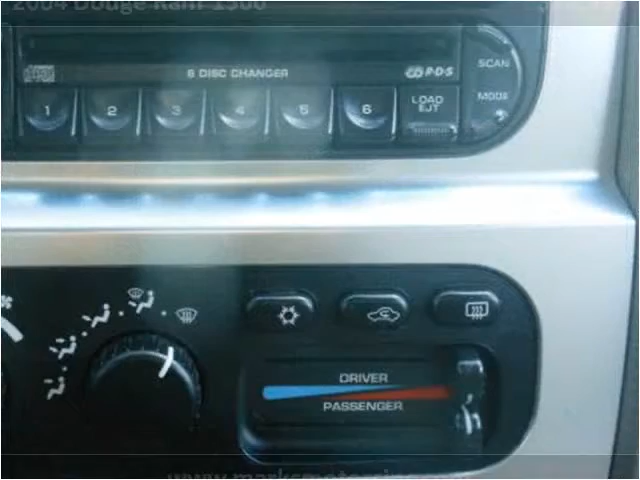 2004 Dodge Ram 1500
6 DISC CHANGER
RDS
SCAN
1 2 3 4 5 6
LOAD
EJT
MODE
DRIVER
PASSENGER